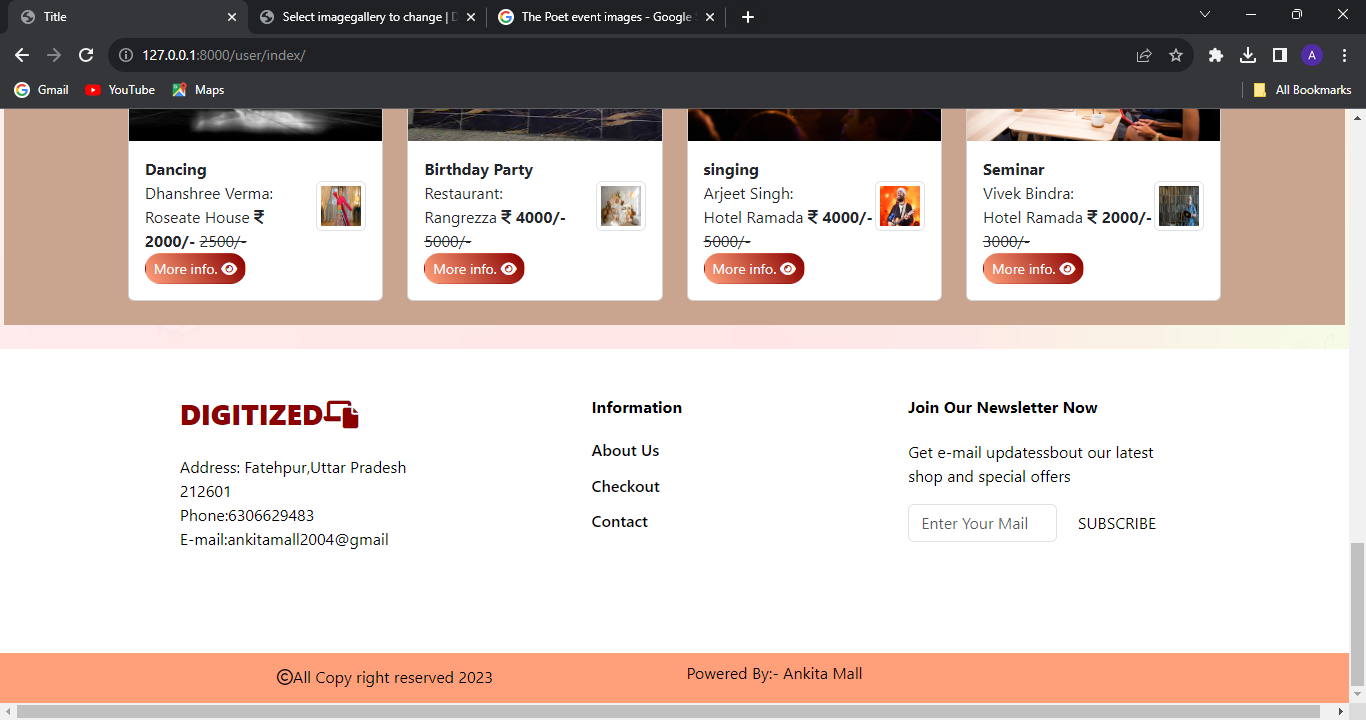 Title
Select imagegallery to change | D
The Poet event images - Google S
127.0.0.1:8000/user/index/
A
Gmail
YouTube
Maps
All Bookmarks
Dancing
Dhanshree Verma:
Roseate House ₹
2000/- 2500/-
More info.
Birthday Party
Restaurant:
Rangrezza ₹ 4000/-
5000/-
More info.
singing
Arjeet Singh:
Hotel Ramada ₹ 4000/-
5000/-
More info.
Seminar
Vivek Bindra:
Hotel Ramada ₹ 2000/-
3000/-
More info.
DIGITIZED
Address: Fatehpur,Uttar Pradesh
212601
Phone:6306629483
E-mail:ankitamall2004@gmail
Information
About Us
Checkout
Contact
Join Our Newsletter Now
Get e-mail updatessbout our latest
shop and special offers
Enter Your Mail
SUBSCRIBE
©All Copy right reserved 2023
Powered By:- Ankita Mall